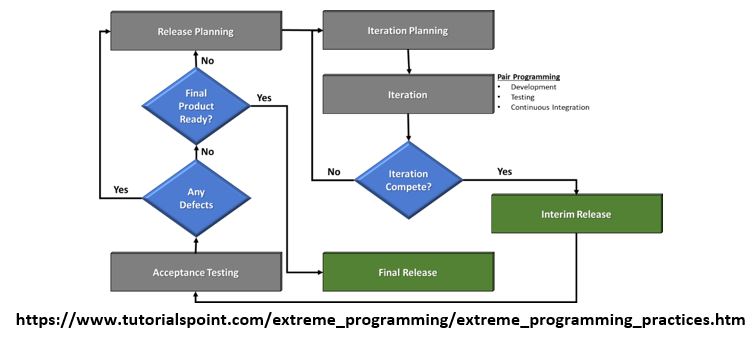 Release Planning
Iteration Planning
No
Pair Programming
• Development
• Testing
• Continuous Integration
Iteration
Final
Product
Ready?
Yes
No
Any
Defects
Yes
No
Iteration
Compete?
Yes
Interim Release
Acceptance Testing
Final Release
https://www.tutorialspoint.com/extreme_programming/extreme_programming_practices.htm